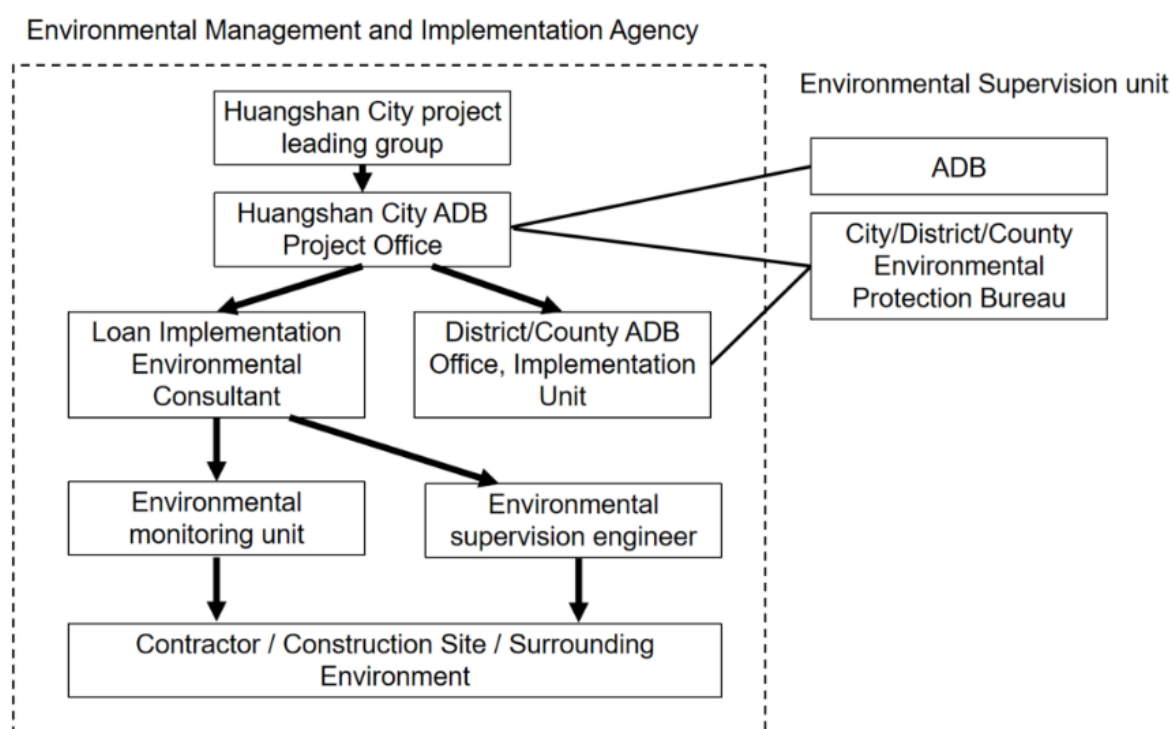 Environmental Management and Implementation Agency
Environmental Supervision unit
Huangshan City project
leading group
ADB
Huangshan City ADB
Project Office
City/District/County
Environmental
Protection Bureau
Loan Implementation
Environmental
Consultant
District/County ADB
Office, Implementation
Unit
Environmental
monitoring unit
Environmental
supervision engineer
Contractor / Construction Site / Surrounding
Environment